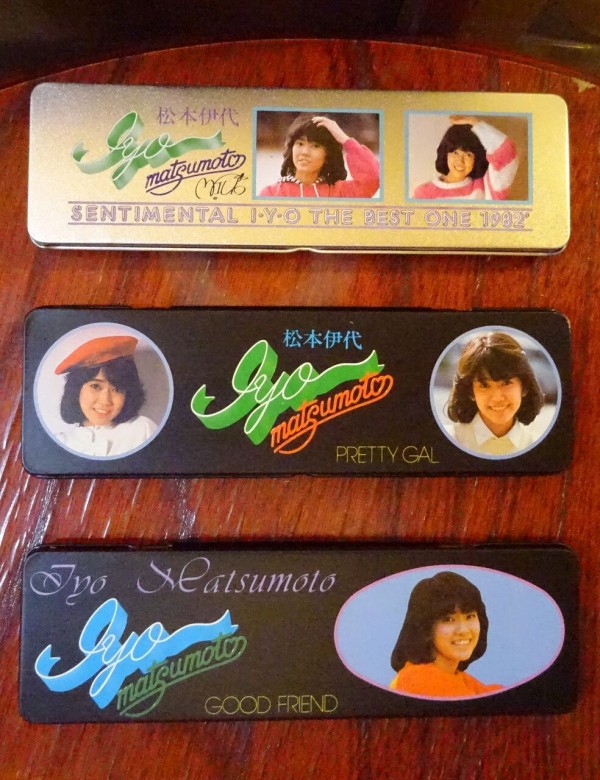 松本伊代
Iyo
matsumoto
SENTIMENTAL I・Y・O THE BEST ONE 1982
松本伊代
Iyo
matsumoto
PRETTY GAL
Iyo Matsumoto
Iyo
matsumoto
GOOD FRIEND